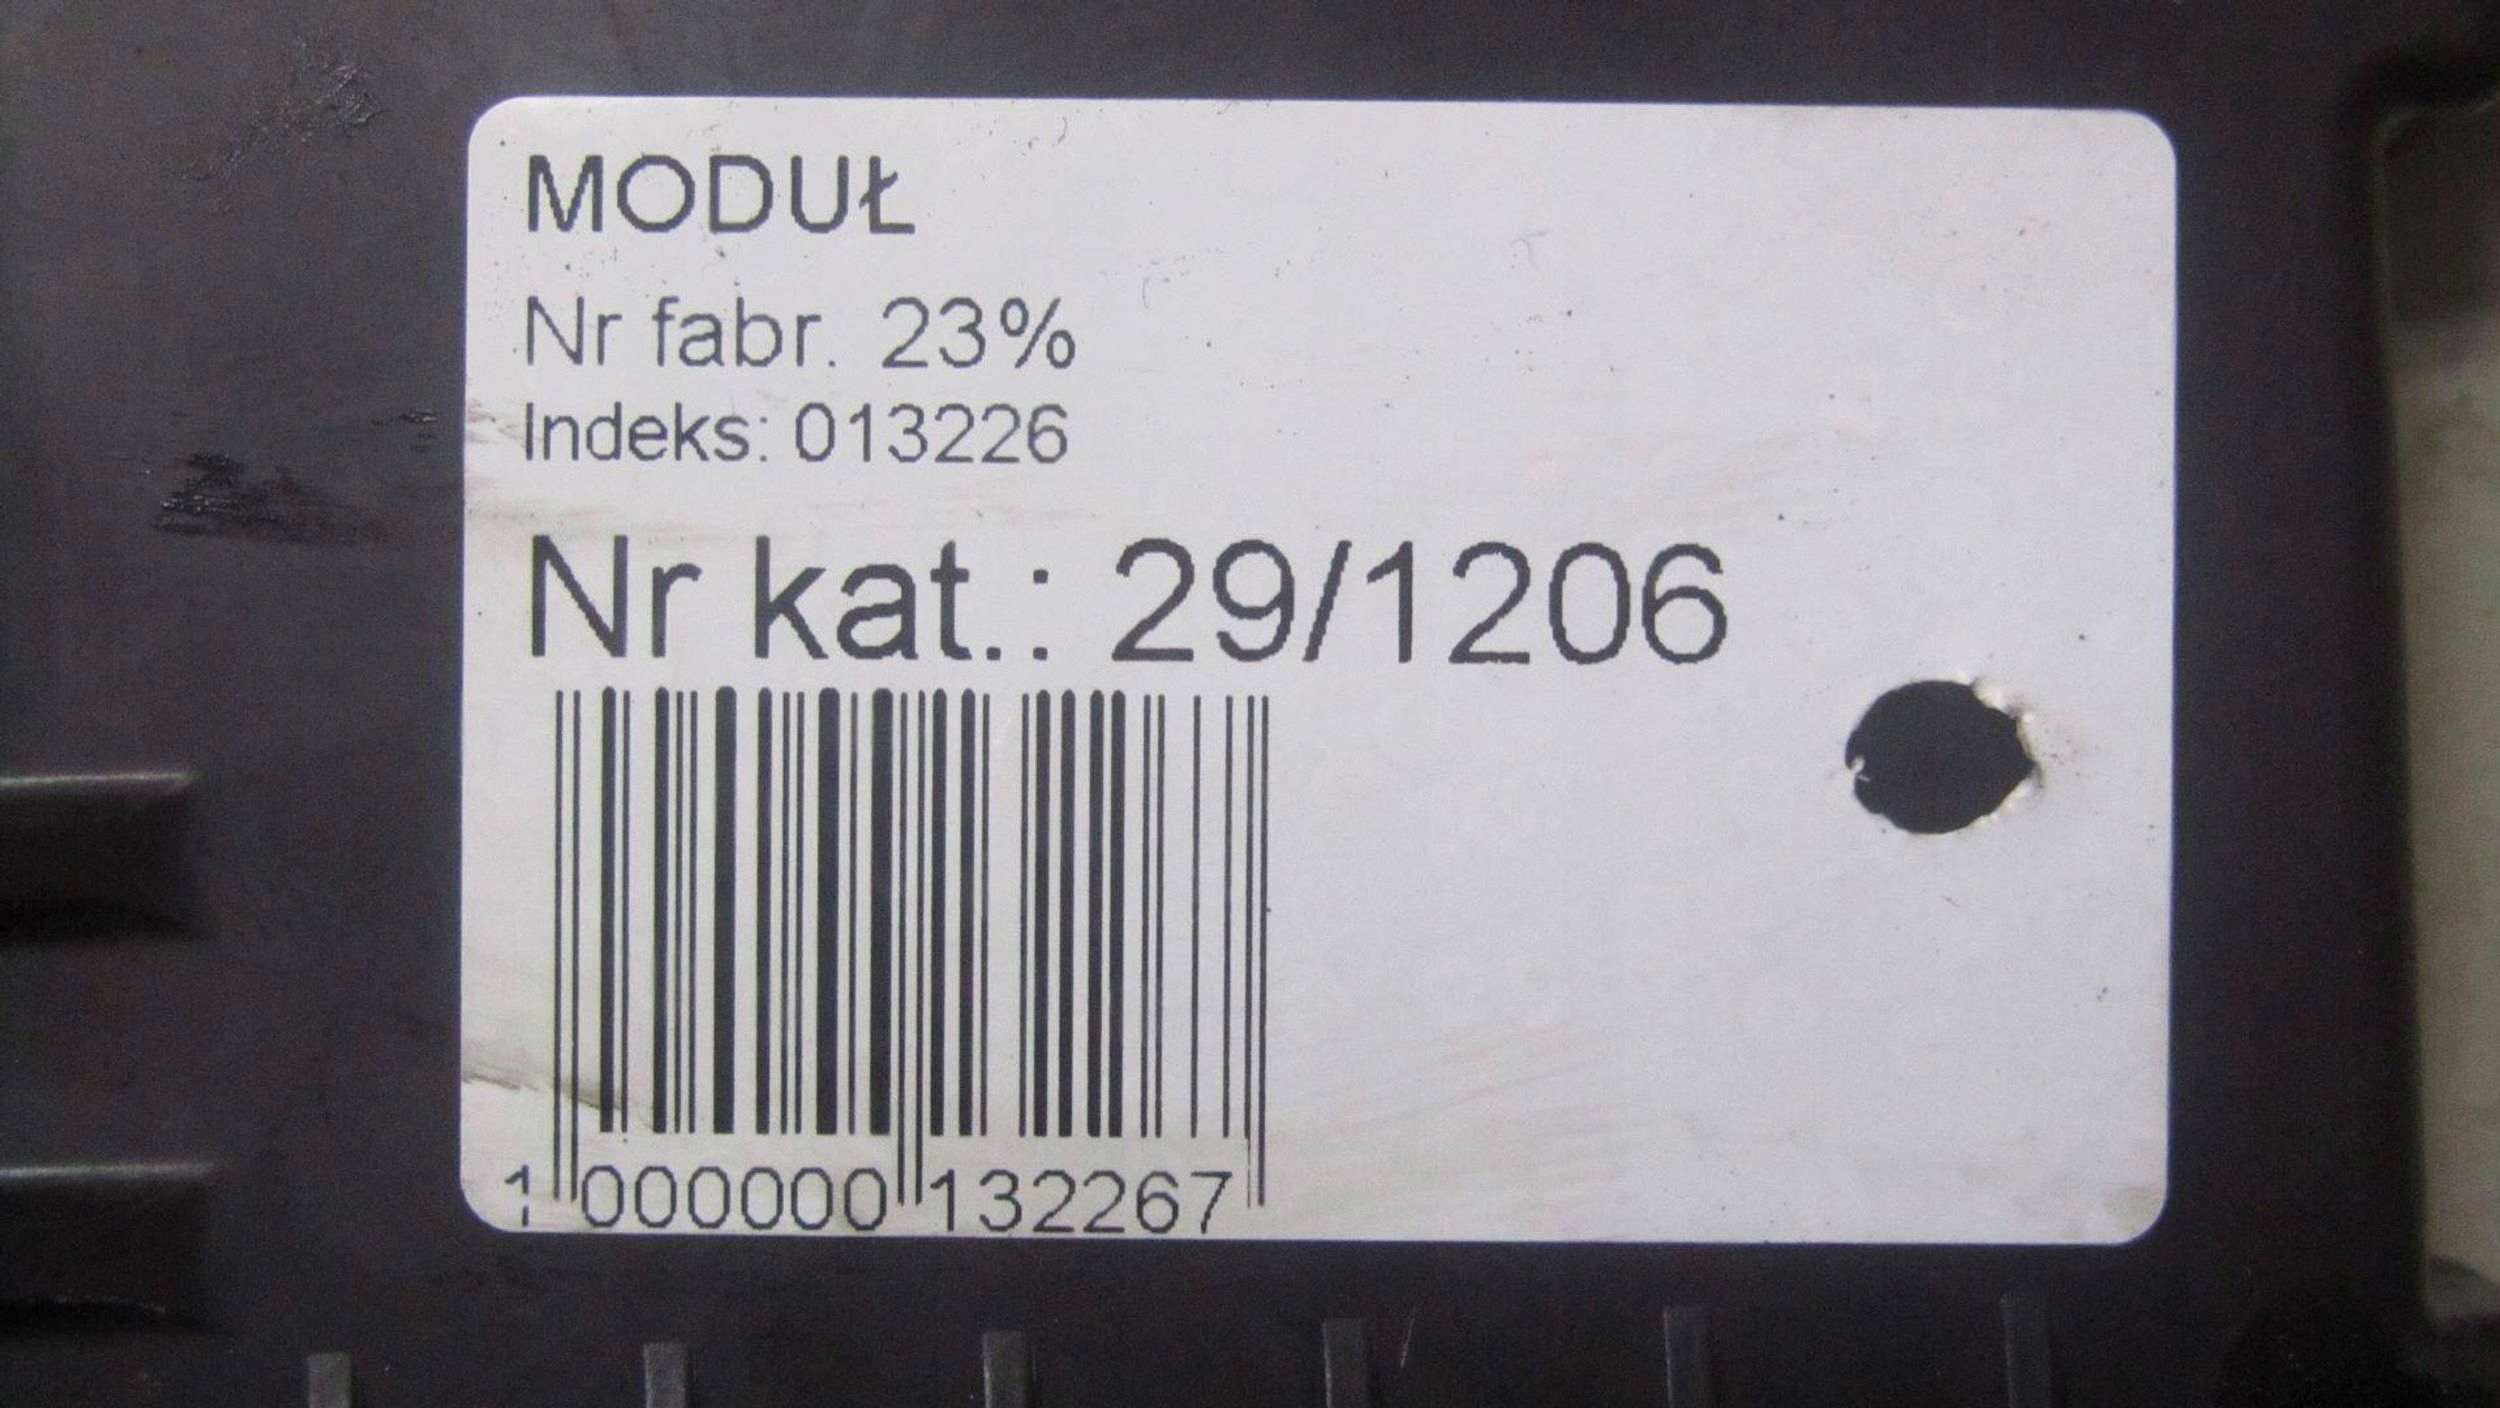 MODUŁ
Nr fabr. 23%
Indeks: 013226
Nr kat.: 29/1206
1 000000 132267